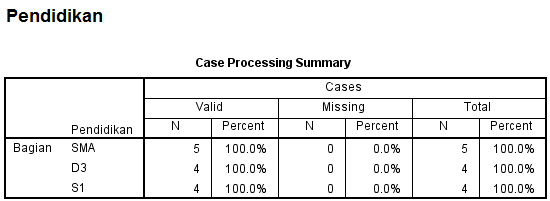 Pendidikan
Case Processing Summary
Cases
Valid Missing Total
Pendidikan N Percent N Percent N Percent
Bagian SMA 5 100.0% 0 0.0% 5 100.0%
D3 4 100.0% 0 0.0% 4 100.0%
S1 4 100.0% 0 0.0% 4 100.0%